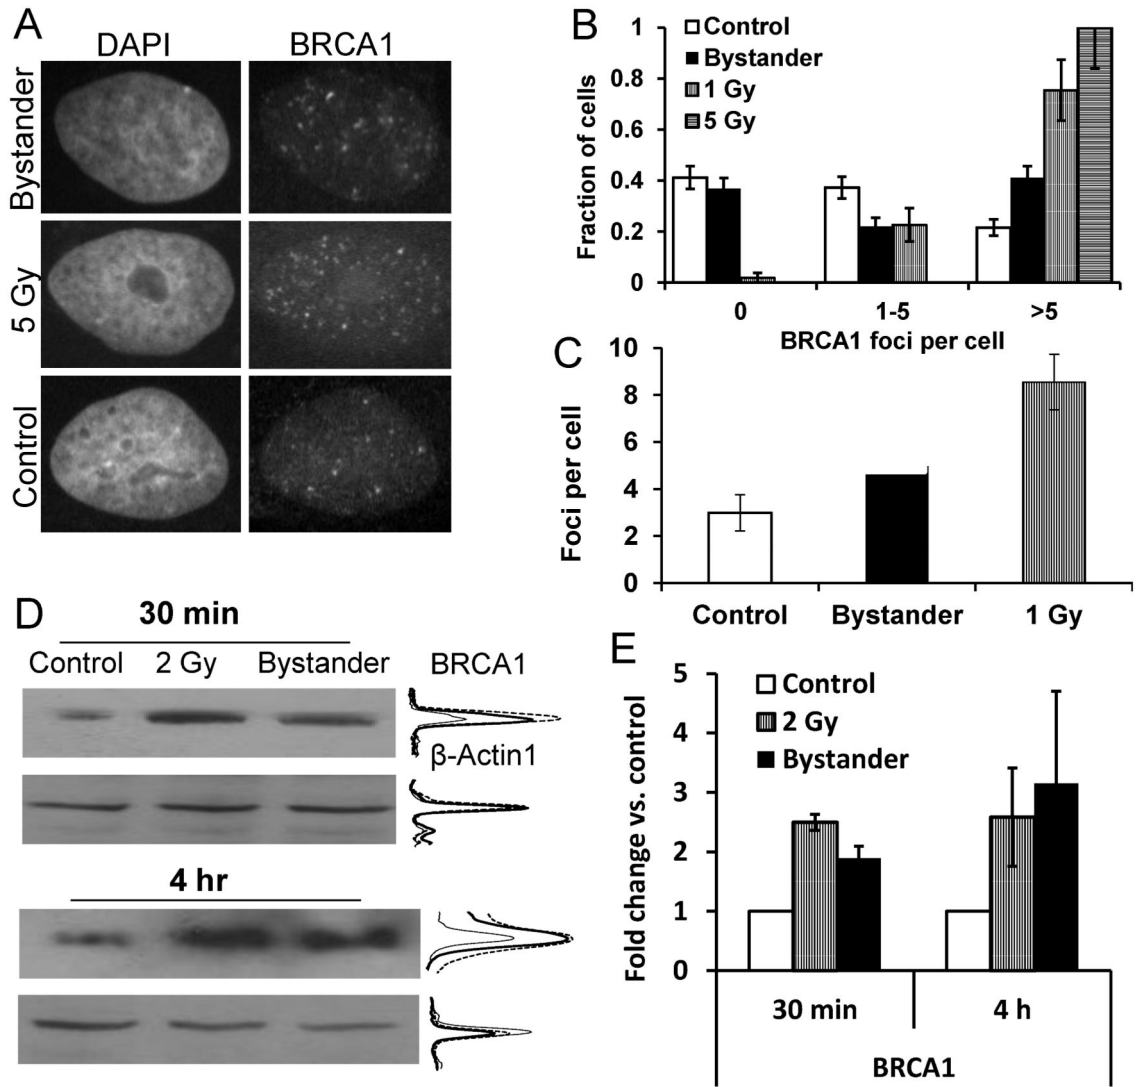 A
DAPI BRCA1
Bystander
5 Gy
Control
B
Control
Bystander
1 Gy
5 Gy
Fraction of cells
1
0.8
0.6
0.4
0.2
0
0 1-5 >5
BRCA1 foci per cell
C
Foci per cell
10
8
6
4
2
0
Control Bystander 1 Gy
D
30 min
Control 2 Gy Bystander
BRCA1
β-Actin1
4 hr
E
Control
2 Gy
Bystander
Fold change vs. control
5
4
3
2
1
0
30 min 4 h
BRCA1